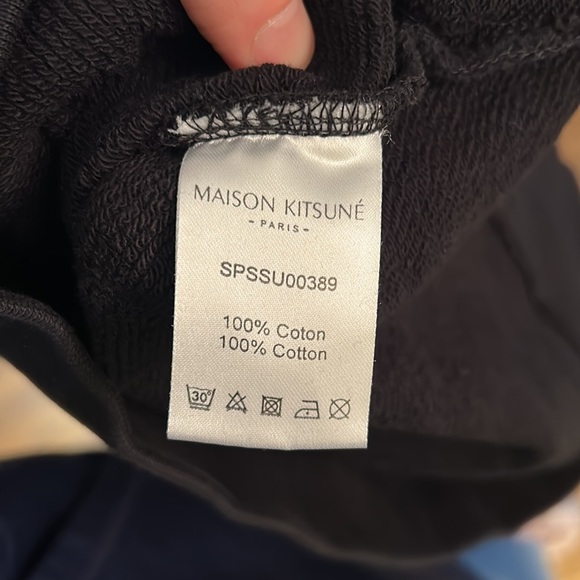 MAISON KITSUNÉ
- PARIS -
SPSSU00389
100% Coton
100% Cotton
30°